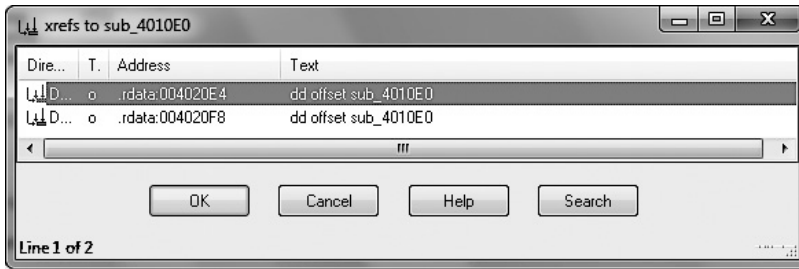 xrefs to sub_4010E0
Dire... T. Address Text
D... o .rdata:004020E4 dd offset sub_4010E0
D... o .rdata:004020F8 dd offset sub_4010E0
OK Cancel Help Search
Line 1 of 2